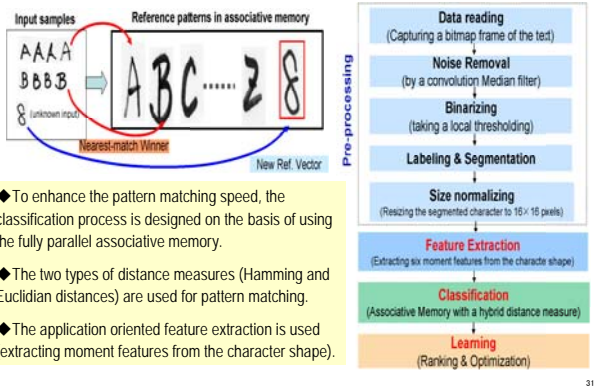 Input samples
Reference patterns in associative memory
A A A A
B B B B
8 (unknown input)
A B C ...... Z 8
Nearest-match Winner
New Ref. Vector
◆To enhance the pattern matching speed, the
classification process is designed on the basis of using
the fully parallel associative memory.
◆The two types of distance measures (Hamming and
Euclidian distances) are used for pattern matching.
◆The application oriented feature extraction is used
(extracting moment features from the character shape).
Pre-processing
Data reading
(Capturing a bitmap frame of the text)
Noise Removal
(by a convolution Median filter)
Binarizing
(taking a local thresholding)
Labeling & Segmentation
Size normalizing
(Resizing the segmented character to 16×16 pixels)
Feature Extraction
(Extracting six moment features from the characte shape)
Classification
(Associative Memory with a hybrid distance measure)
Learning
(Ranking & Optimization)
31